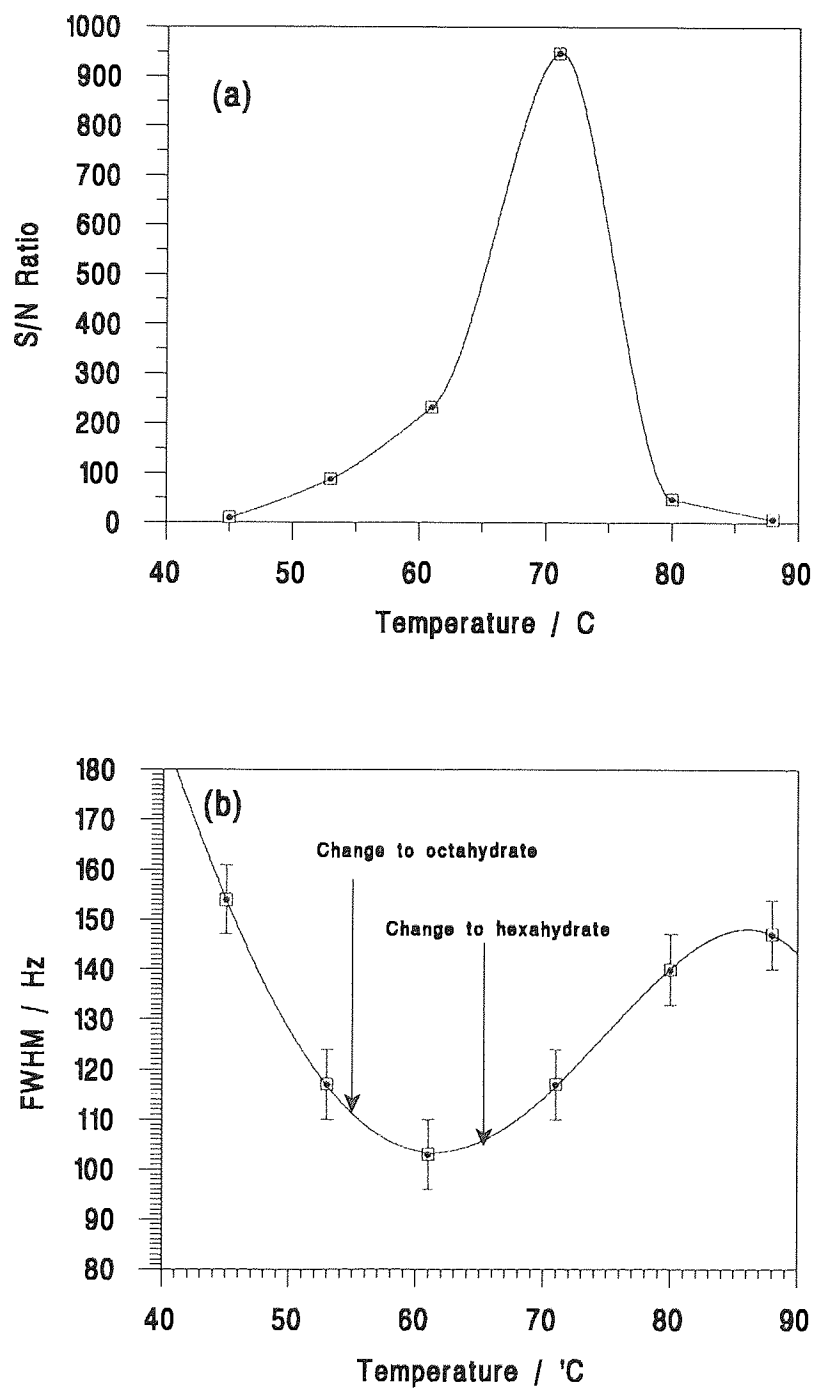 1000
(a)
900
800
700
600
500
400
300
200
100
0
S/N Ratio
40 50 60 70 80 90
Temperature / C
180
(b)
170
Change to octahydrate
160
150
Change to hexahydrate
140
130
120
110
100
90
80
FWHM / Hz
40 50 60 70 80 90
Temperature / 'C